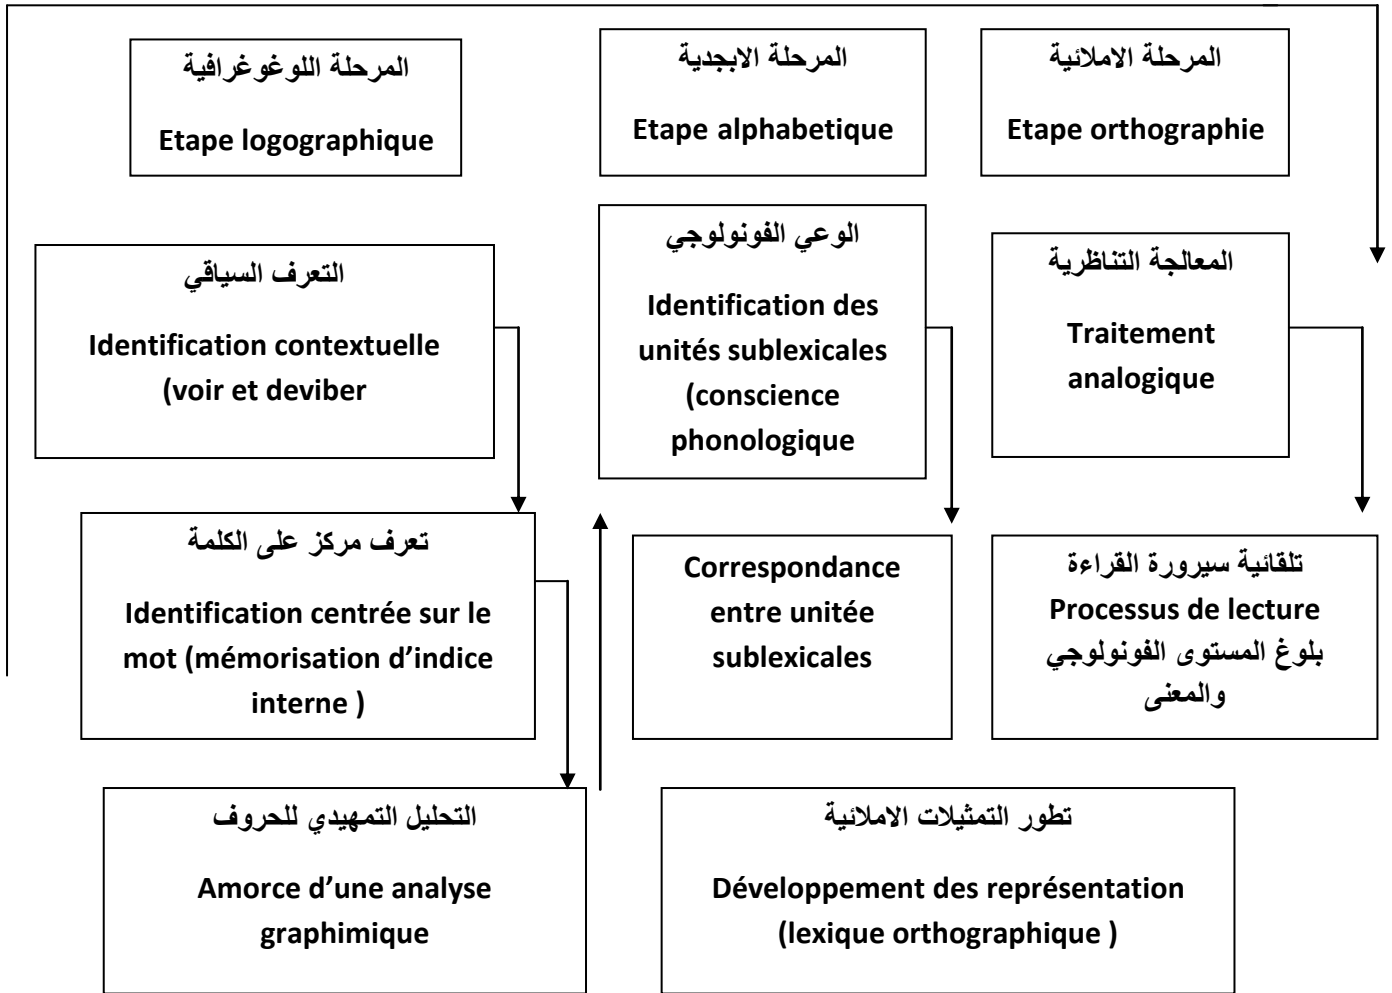 المرحلة اللوغوغرافية
Etape logographique
المرحلة الابجدية
Etape alphabetique
المرحلة الاملائية
Etape orthographie
التعرف السياقي
Identification contextuelle
(voir et deviber
الوعي الفونولوجي
Identification des
unités sublexicales
(conscience
phonologique
المعالجة التناظرية
Traitement
analogique
تعرف مركز على الكلمة
Identification centrée sur le
mot (mémorisation d’indice
interne )
Correspondance
entre unitée
sublexicales
تلقائية سيرورة القراءة
Processus de lecture
بلوغ المستوى الفونولوجي
والمعنى
التحليل التمهيدي للحروف
Amorce d’une analyse
graphimique
تطور التمثيلات الاملائية
Développement des représentation
(lexique orthographique )